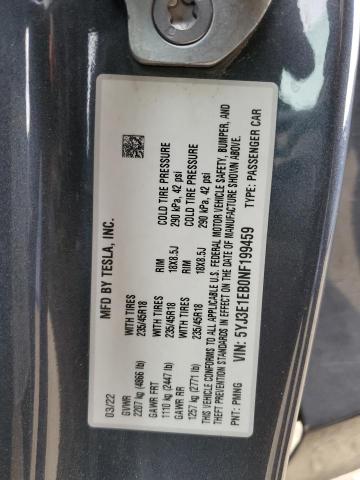 MFD BY TESLA, INC.
03/22
GVWR
2207 kg (4866 lb)
GAWR FRT WITH TIRES RIM COLD TIRE PRESSURE
1110 kg (2447 lb) 235/45R18 18X8.5J 290 kPa, 42 psi
GAWR RR WITH TIRES RIM COLD TIRE PRESSURE
1257 kg (2771 lb) 235/45R18 18X8.5J 290 kPa, 42 psi
THIS VEHICLE CONFORMS TO ALL APPLICABLE U.S. FEDERAL MOTOR VEHICLE SAFETY, BUMPER, AND
THEFT PREVENTION STANDARDS IN EFFECT ON THE DATE OF MANUFACTURE SHOWN ABOVE.
VIN: 5YJ3E1EB0NF199459
PNT: PMNG TYPE: PASSENGER CAR